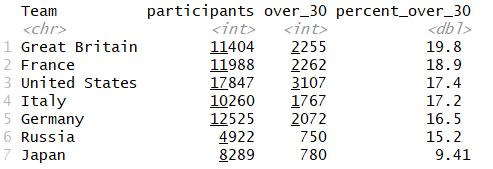 Team participants over_30 percent_over_30
<chr> <int> <int> <dbl>
1 Great Britain 11404 2255 19.8
2 France 11988 2262 18.9
3 United States 17847 3107 17.4
4 Italy 10260 1767 17.2
5 Germany 12525 2072 16.5
6 Russia 4922 750 15.2
7 Japan 8289 780 9.41